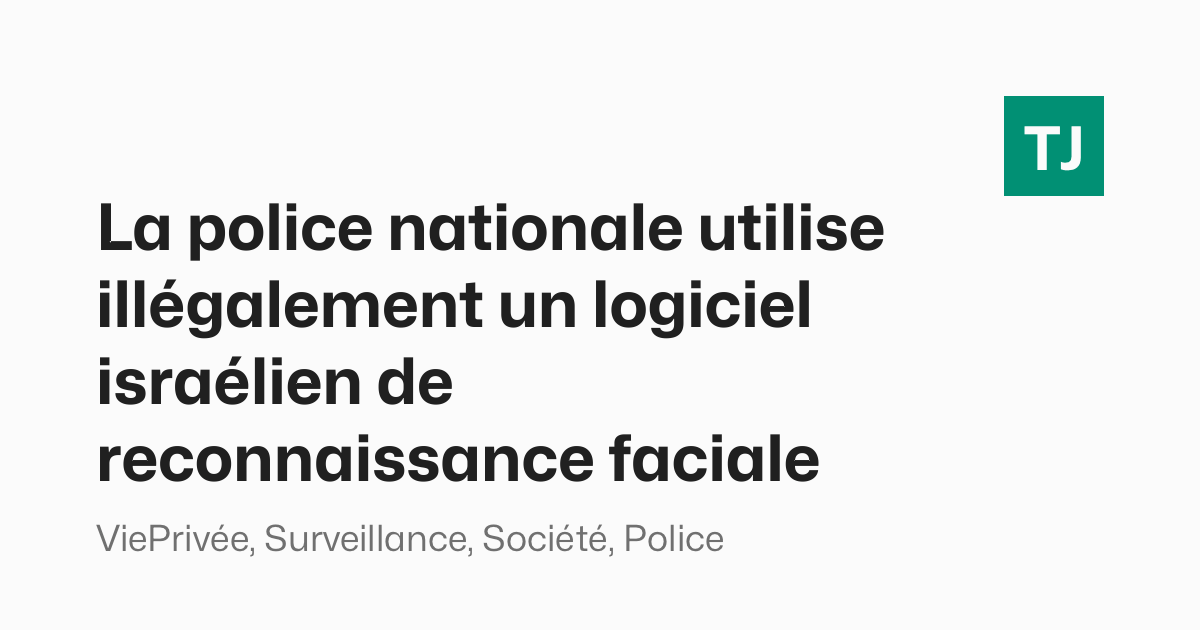 TJ
La police nationale utilise
illégalement un logiciel
israélien de
reconnaissance faciale
ViePrivée, Surveillance, Société, Police